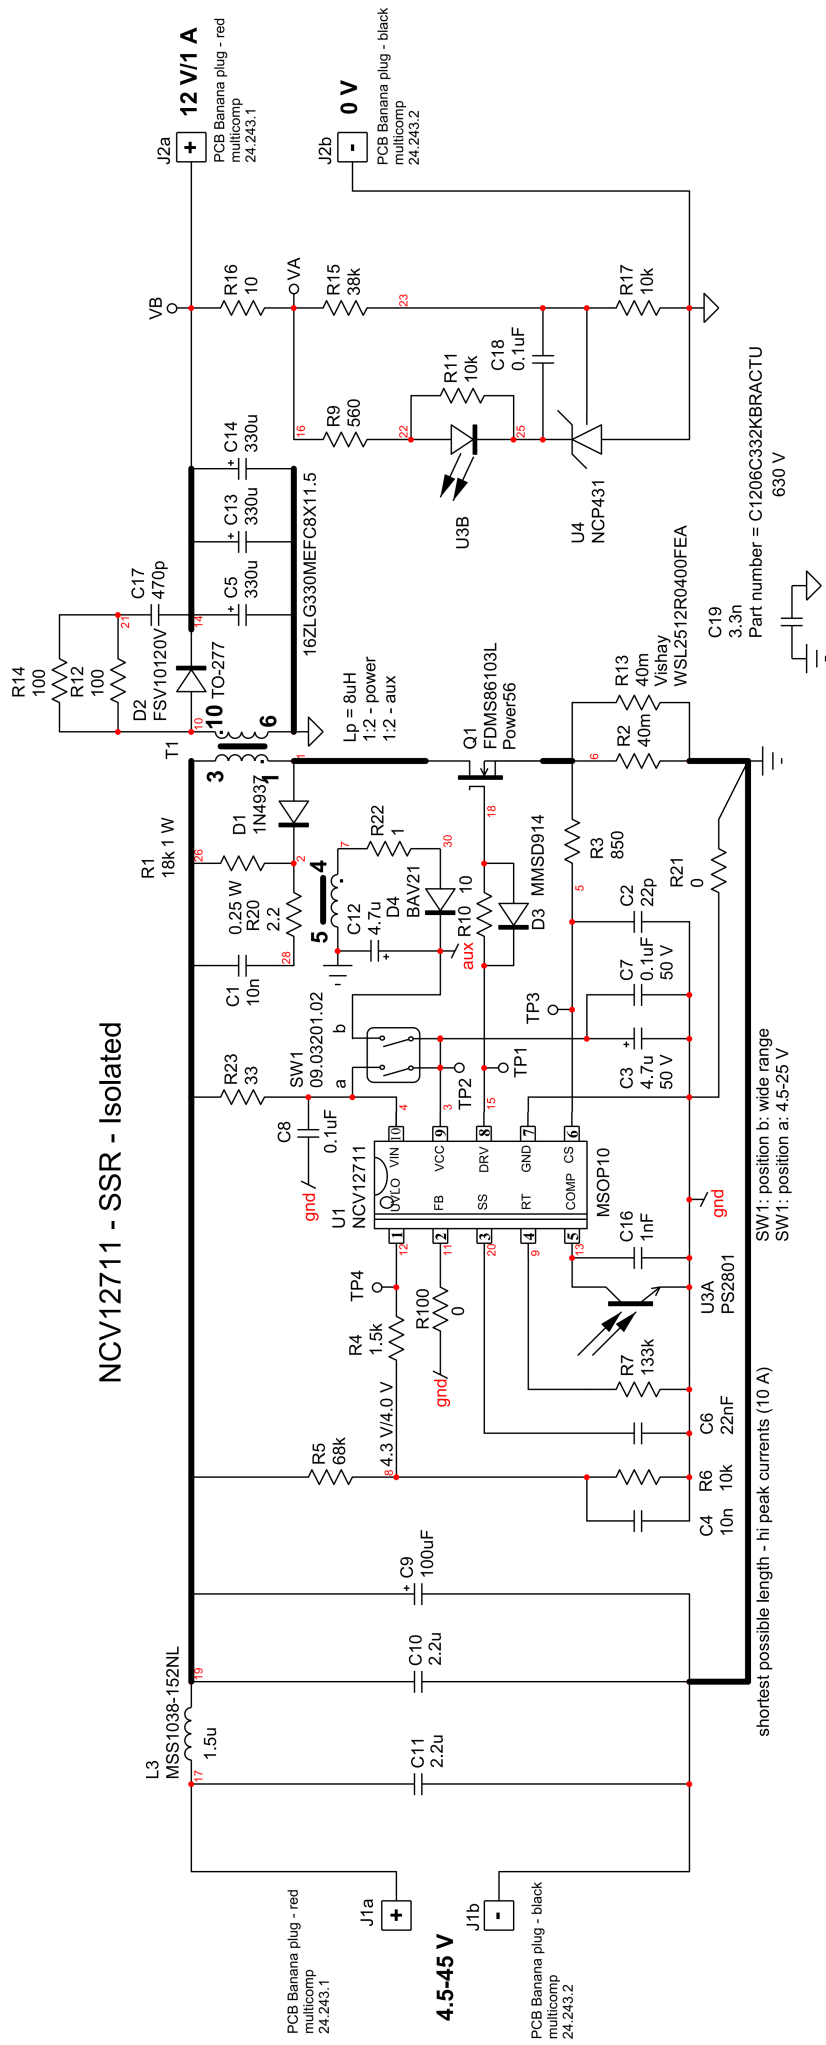 NCV12711 - SSR - Isolated
PCB Banana plug - red
multicomp
24.243.1
J1a
+
4.5-45 V
J1b
-
PCB Banana plug - black
multicomp
24.243.2
L3
MSS1038-152NL
1.5u
17
19
C11
2.2u
C10
2.2u
C9
100uF
+
shortest possible length - hi peak currents (10 A)
R5
68k
8
4.3 V/4.0 V
R4
1.5k
TP4
12
R100
0
11
gnd
20
9
13
C4
10n
R6
10k
C6
22nF
R7
133k
U3A
PS2801
C16
1nF
gnd
U1
NCV12711
1
2
3
4
5
10
9
8
7
6
UVLO
VIN
FB
VCC
SS
DRV
RT
GND
COMP
CS
MSOP10
gnd
C8
0.1uF
R23
33
SW1
09.03201.02
a
b
4
3
15
TP2
TP1
TP3
SW1: position b: wide range
SW1: position a: 4.5-25 V
C3
4.7u
50 V
+
C7
0.1uF
50 V
C2
22p
R21
0
R3
850
5
C1
10n
28
0.25 W
R20
2.2
2
R1
18k 1 W
26
D1
1N4937
5
4
C12
4.7u
+
7
R22
1
30
D4
BAV21
aux
R10
10
D3
MMSD914
18
T1
3
1
10
6
1
10
Lp = 8uH
1:2 - power
1:2 - aux
Q1
FDMS86103L
Power56
6
R2
40m
R13
40m
Vishay
WSL2512R0400FEA
R14
100
R12
100
21
C17
470p
D2
FSV10120V
TO-277
14
C5
330u
+
C13
330u
+
C14
330u
+
16ZLG330MEFC8X11.5
C19
3.3n
Part number = C1206C332KBRACTU
630 V
U3B
R9
560
16
22
R11
10k
25
C18
0.1uF
U4
NCP431
VB
R16
10
VA
R15
38k
23
R17
10k
J2a
+
12 V/1 A
PCB Banana plug - red
multicomp
24.243.1
J2b
-
0 V
PCB Banana plug - black
multicomp
24.243.2